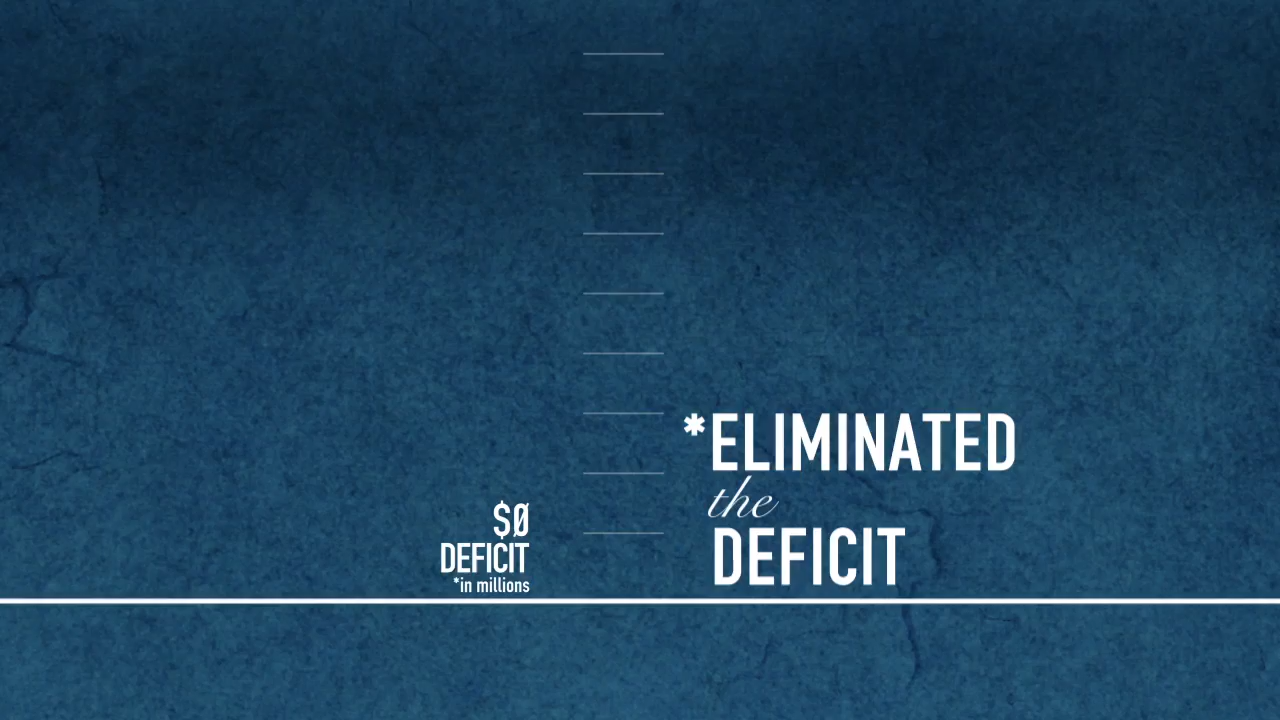 $0
DEFICIT
*in millions
*ELIMINATED
the
DEFICIT